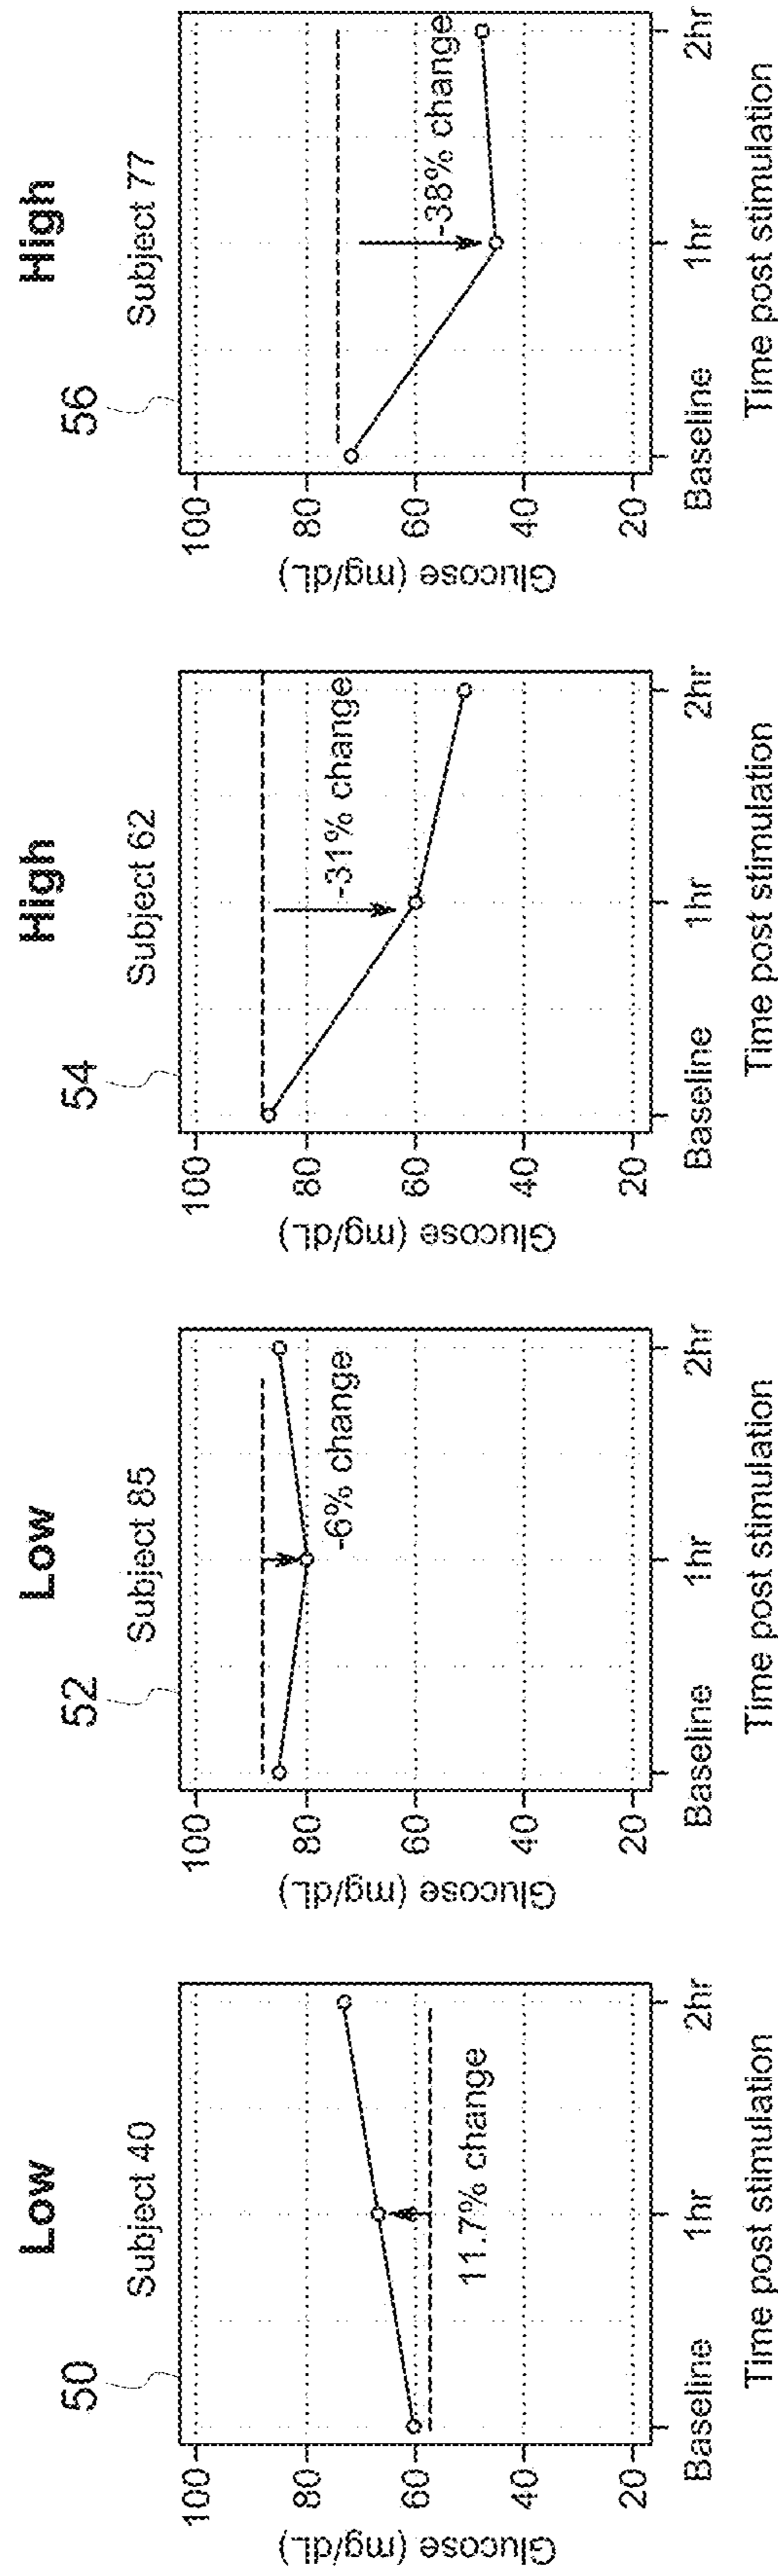 Low
50
Subject 40
100
80
60
40
20
Glucose (mg/dL)
11.7% change
Baseline
1hr
2hr
Time post stimulation
Low
52
Subject 85
100
80
60
40
20
Glucose (mg/dL)
-6% change
Baseline
1hr
2hr
Time post stimulation
High
54
Subject 62
100
80
60
40
20
Glucose (mg/dL)
-31% change
Baseline
1hr
2hr
Time post stimulation
High
56
Subject 77
100
80
60
40
20
Glucose (mg/dL)
-38% change
Baseline
1hr
2hr
Time post stimulation